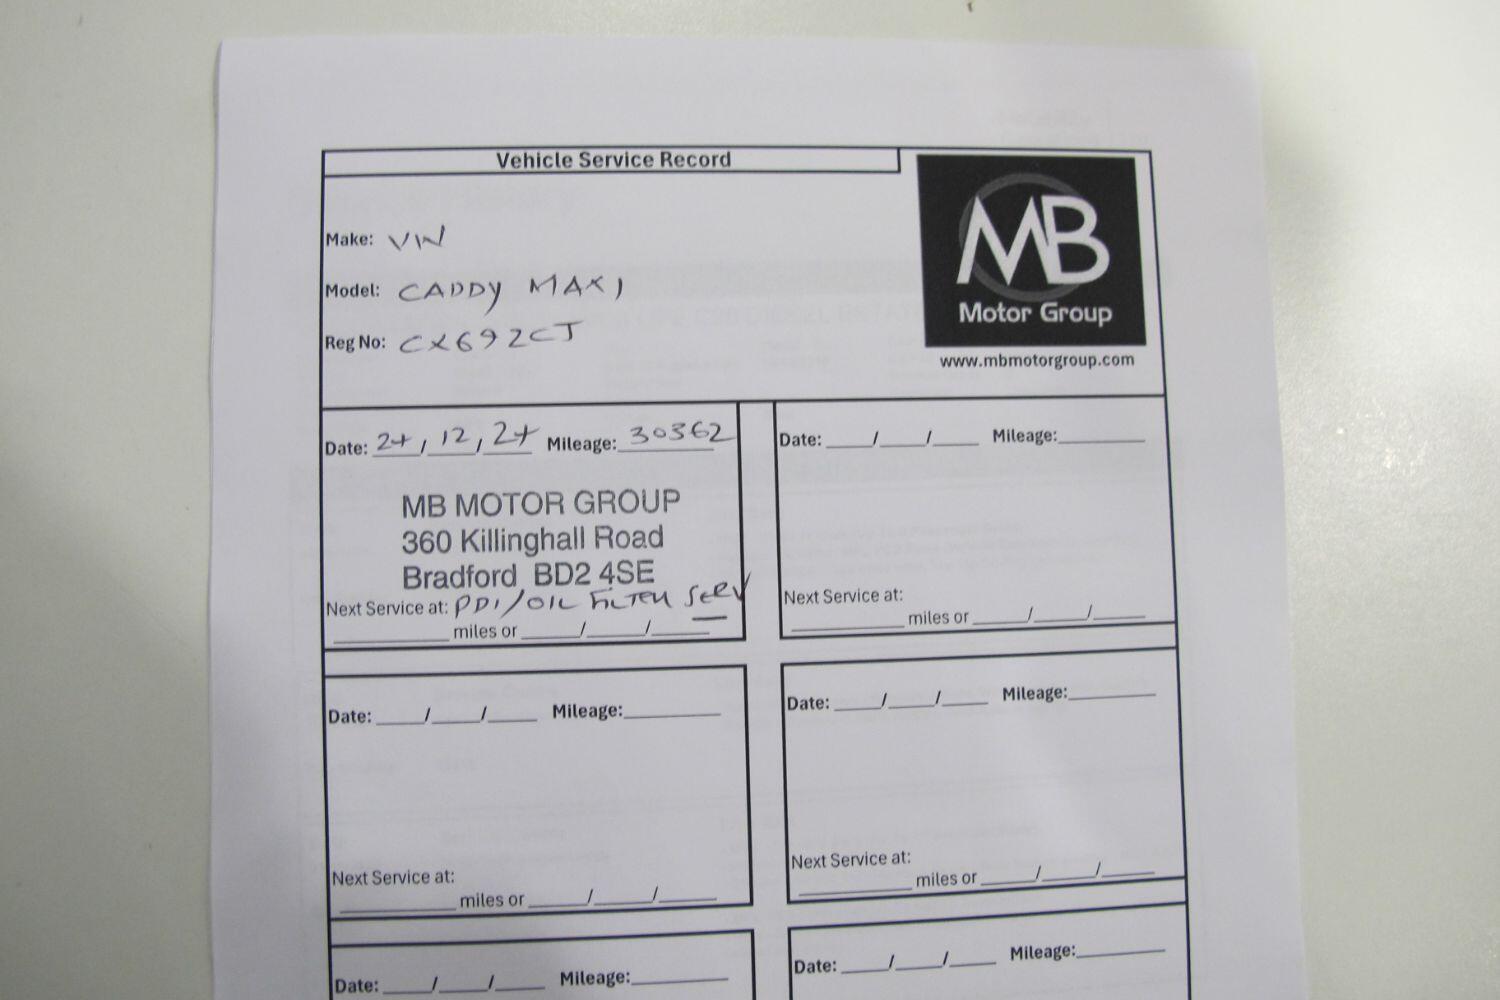 Vehicle Service Record
MB
Motor Group
www.mbmotorgroup.com
Make: VW
Model: CADDY MAXI
Reg No: CX69ZCJ
Date: 24/12/24 Mileage: 30362
MB MOTOR GROUP
360 Killinghall Road
Bradford BD2 4SE
Next Service at: PDI/OIL FILTER SERV
miles or / /
Date: / / Mileage:
Next Service at:
miles or / /
Date: / / Mileage:
Next Service at:
miles or / /
Date: / / Mileage:
Next Service at:
miles or / /
Date: / / Mileage:
Date: / / Mileage: